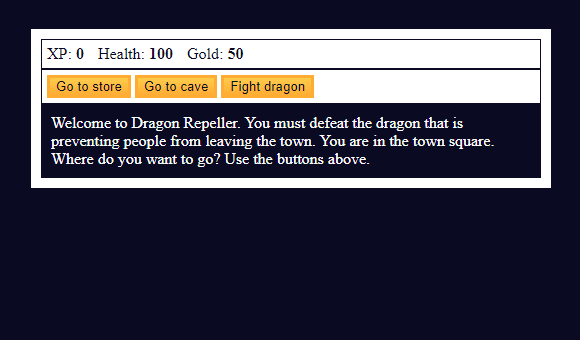 XP: 0 Health: 100 Gold: 50
Go to store Go to cave Fight dragon
Welcome to Dragon Repeller. You must defeat the dragon that is
preventing people from leaving the town. You are in the town square.
Where do you want to go? Use the buttons above.